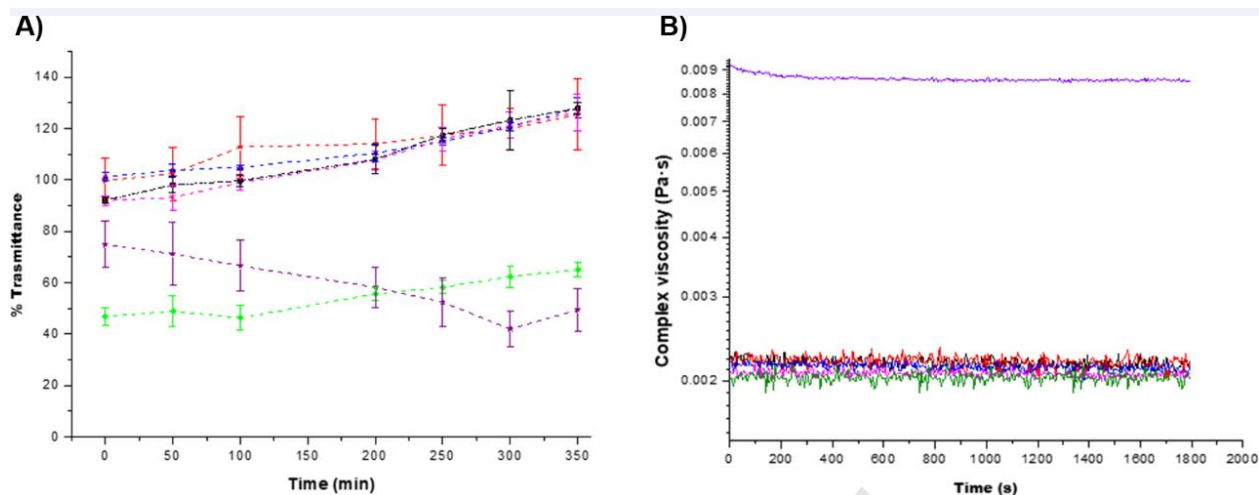 A)
B)
140
120
100
80
60
40
20
0
% Trasmittance
0 50 100 150 200 250 300 350
Time (min)
0.009
0.008
0.007
0.006
0.005
0.004
0.003
0.002
Complex viscosity (Pa·s)
0 200 400 600 800 1000 1200 1400 1600 1800 2000
Time (s)